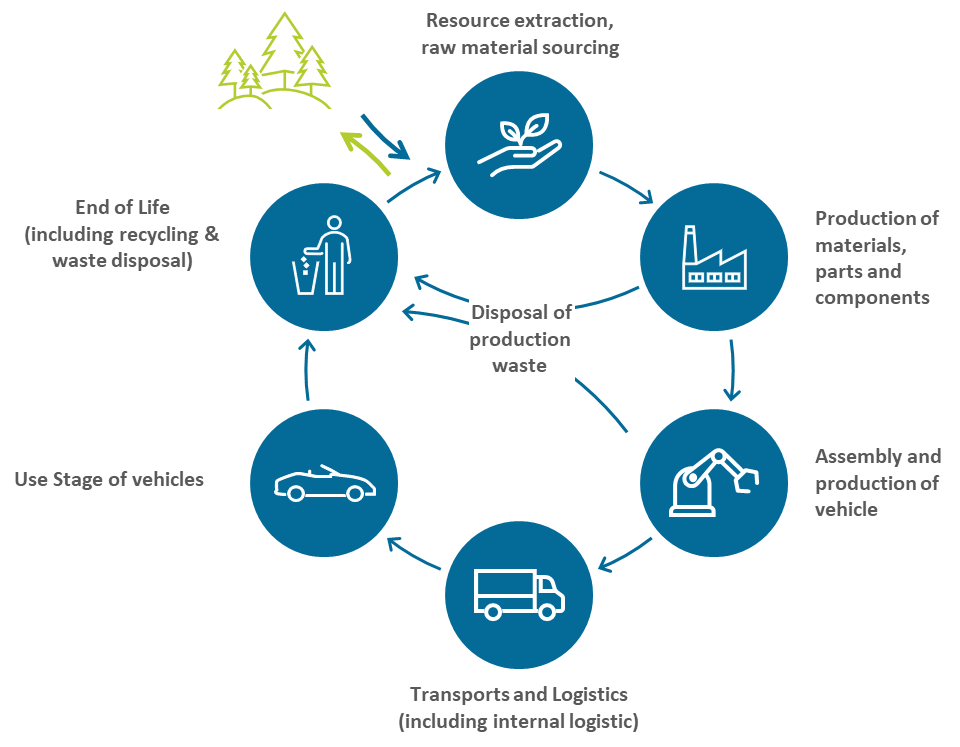 Resource extraction,
raw material sourcing
End of Life
(including recycling &
waste disposal)
Production of
materials,
parts and
components
Disposal of
production
waste
Use Stage of vehicles
Assembly and
production of
vehicle
Transports and Logistics
(including internal logistic)